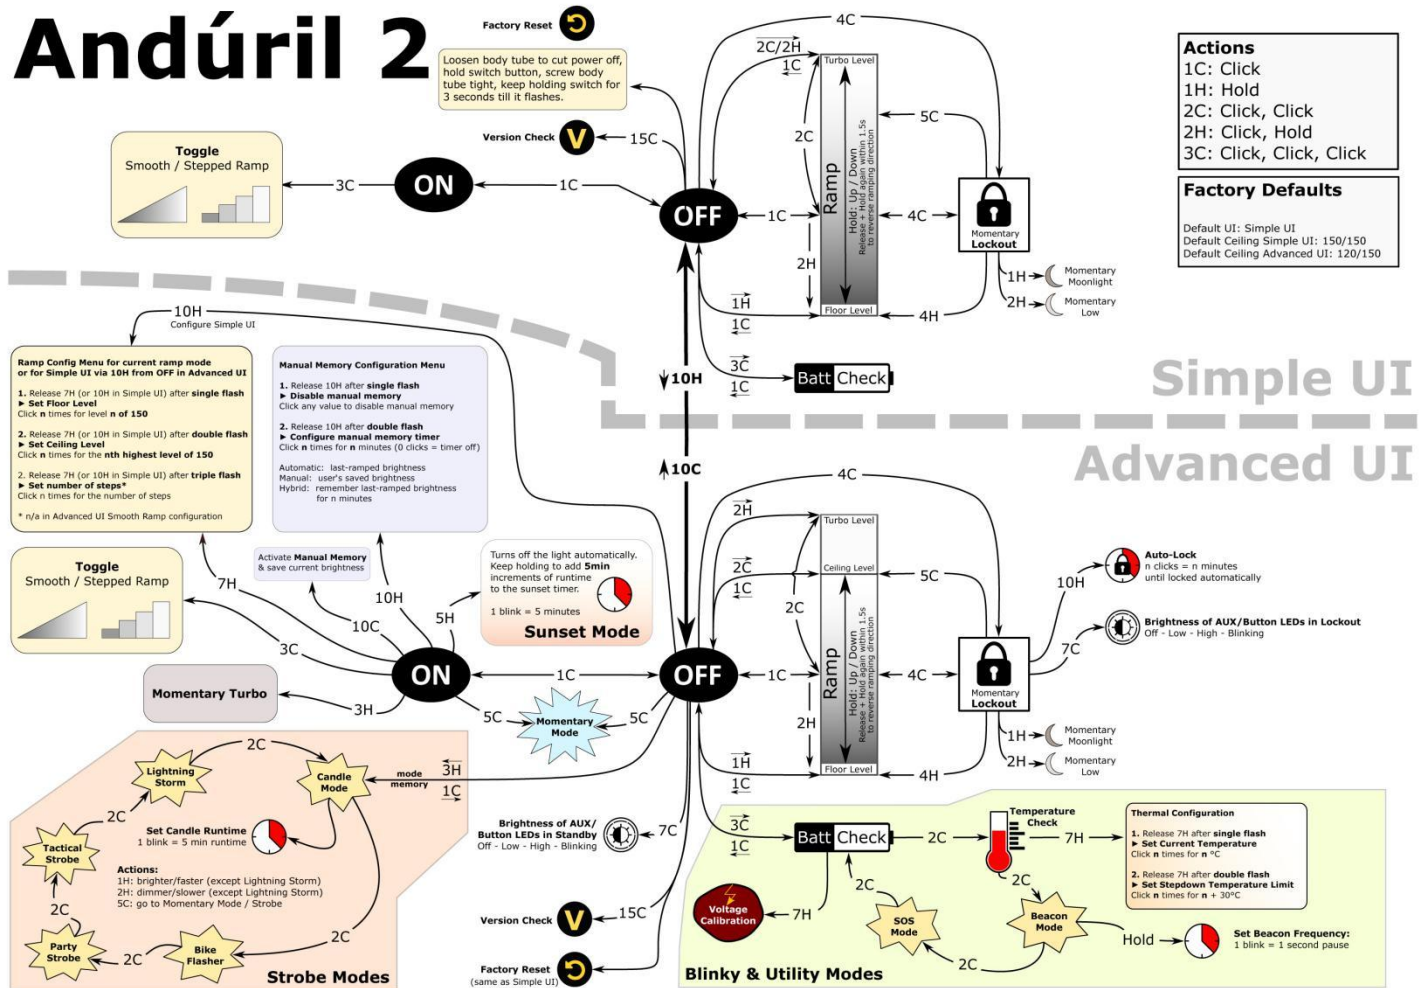 Andúril 2
Factory Reset
Loosen body tube to cut power off,
hold switch button, screw body
tube tight, keep holding switch for
3 seconds till it flashes.
Version Check
V
15C
Toggle
Smooth / Stepped Ramp
3C
ON
1C
OFF
4C
2C/2H
1C
Turbo Level
2C
Ramp
Hold: Up / Down
Release + Hold again within 1.5s
to reverse ramping direction
5C
1C
4C
2H
Momentary
Lockout
1H
Momentary
Moonlight
2H
Momentary
Low
1H
1C
Floor Level
4H
3C
1C
Batt Check
Actions
1C: Click
1H: Hold
2C: Click, Click
2H: Click, Hold
3C: Click, Click, Click
Factory Defaults
Default UI: Simple UI
Default Ceiling Simple UI: 150/150
Default Ceiling Advanced UI: 120/150
Simple UI
Advanced UI
10H
10C
10H
Configure Simple UI
Ramp Config Menu for current ramp mode
or for Simple UI via 10H from OFF in Advanced UI
1. Release 7H (or 10H in Simple UI) after single flash
► Set Floor Level
Click n times for level n of 150
2. Release 7H (or 10H in Simple UI) after double flash
► Set Ceiling Level
Click n times for the nth highest level of 150
2. Release 7H (or 10H in Simple UI) after triple flash
► Set number of steps*
Click n times for the number of steps
* n/a in Advanced UI Smooth Ramp configuration
Manual Memory Configuration Menu
1. Release 10H after single flash
► Disable manual memory
Click any value to disable manual memory
2. Release 10H after double flash
► Configure manual memory timer
Click n times for n minutes (0 clicks = timer off)
Automatic: last-ramped brightness
Manual: user's saved brightness
Hybrid: remember last-ramped brightness
for n minutes
Activate Manual Memory
& save current brightness
Turns off the light automatically.
Keep holding to add 5min
increments of runtime
to the sunset timer.
1 blink = 5 minutes
Sunset Mode
Toggle
Smooth / Stepped Ramp
7H
10H
10C
5H
3C
Momentary Turbo
3H
ON
1C
OFF
5C
Momentary
Mode
5C
4C
2H
Turbo Level
2C
1C
Ceiling Level
5C
2C
Ramp
Hold: Up / Down
Release + Hold again within 1.5s
to reverse ramping direction
1C
4C
2H
1H
1C
Floor Level
4H
Momentary
Lockout
10H
Auto-Lock
n clicks = n minutes
until locked automatically
7C
Brightness of AUX/Button LEDs in Lockout
Off - Low - High - Blinking
1H
Momentary
Moonlight
2H
Momentary
Low
Lightning
Storm
2C
Candle
Mode
mode
memory
3H
1C
2C
Tactical
Strobe
Set Candle Runtime
1 blink = 5 min runtime
Actions:
1H: brighter/faster (except Lightning Storm)
2H: dimmer/slower (except Lightning Storm)
5C: go to Momentary Mode / Strobe
2C
Party
Strobe
2C
Bike
Flasher
2C
Strobe Modes
Brightness of AUX/
Button LEDs in Standby
Off - Low - High - Blinking
7C
Version Check
V
15C
Factory Reset
(same as Simple UI)
3C
1C
Batt Check
2C
Temperature
Check
7H
Thermal Configuration
1. Release 7H after single flash
► Set Current Temperature
Click n times for n °C
2. Release 7H after double flash
► Set Stepdown Temperature Limit
Click n times for n + 30°C
Voltage
Calibration
7H
2C
SOS
Mode
2C
Beacon
Mode
2C
Hold
Set Beacon Frequency:
1 blink = 1 second pause
Blinky & Utility Modes